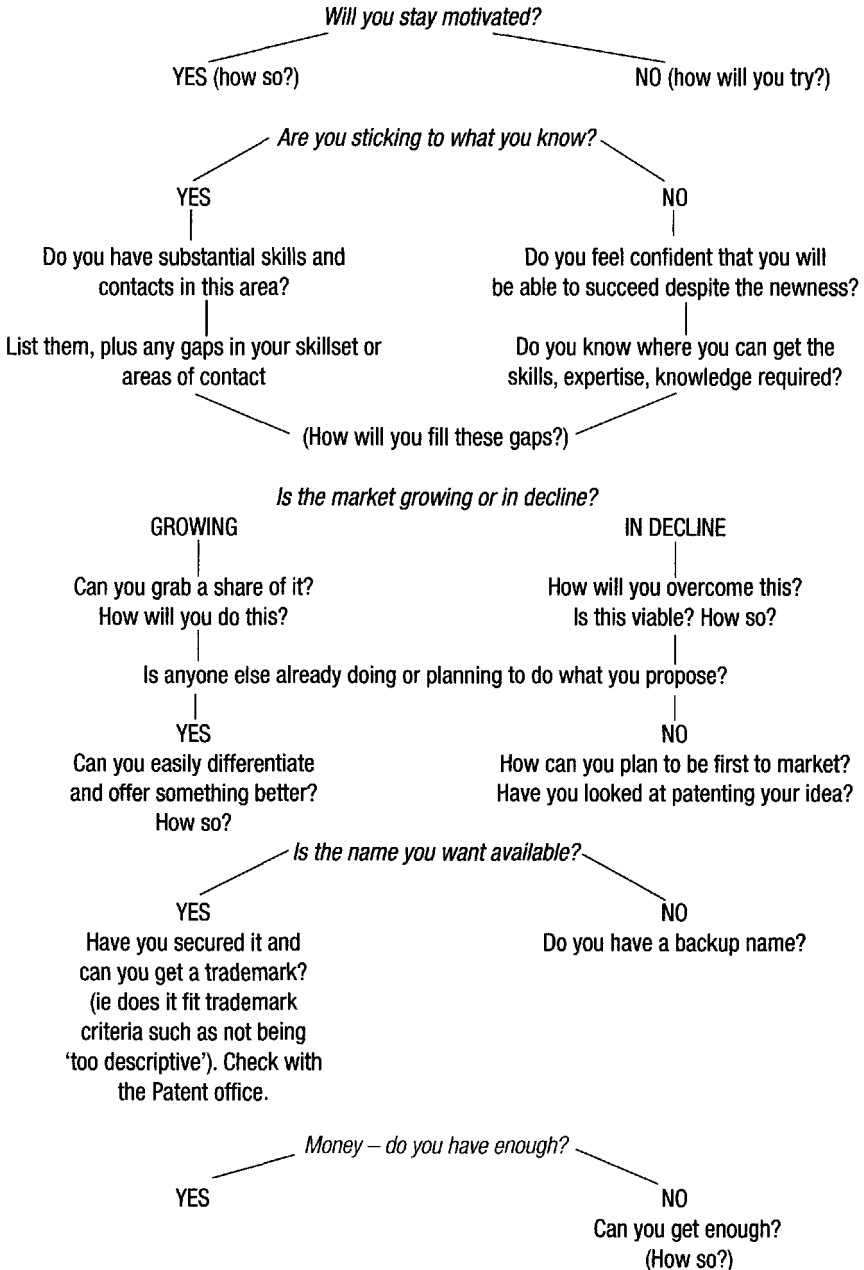 Will you stay motivated?
YES (how so?)
NO (how will you try?)
Are you sticking to what you know?
YES
NO
Do you have substantial skills and
contacts in this area?
Do you feel confident that you will
be able to succeed despite the newness?
List them, plus any gaps in your skillset or
areas of contact
Do you know where you can get the
skills, expertise, knowledge required?
(How will you fill these gaps?)
Is the market growing or in decline?
GROWING
IN DECLINE
Can you grab a share of it?
How will you do this?
How will you overcome this?
Is this viable? How so?
Is anyone else already doing or planning to do what you propose?
YES
Can you easily differentiate
and offer something better?
How so?
NO
How can you plan to be first to market?
Have you looked at patenting your idea?
Is the name you want available?
YES
Have you secured it and
can you get a trademark?
(ie does it fit trademark
criteria such as not being
‘too descriptive’). Check with
the Patent office.
NO
Do you have a backup name?
Money – do you have enough?
YES
NO
Can you get enough?
(How so?)